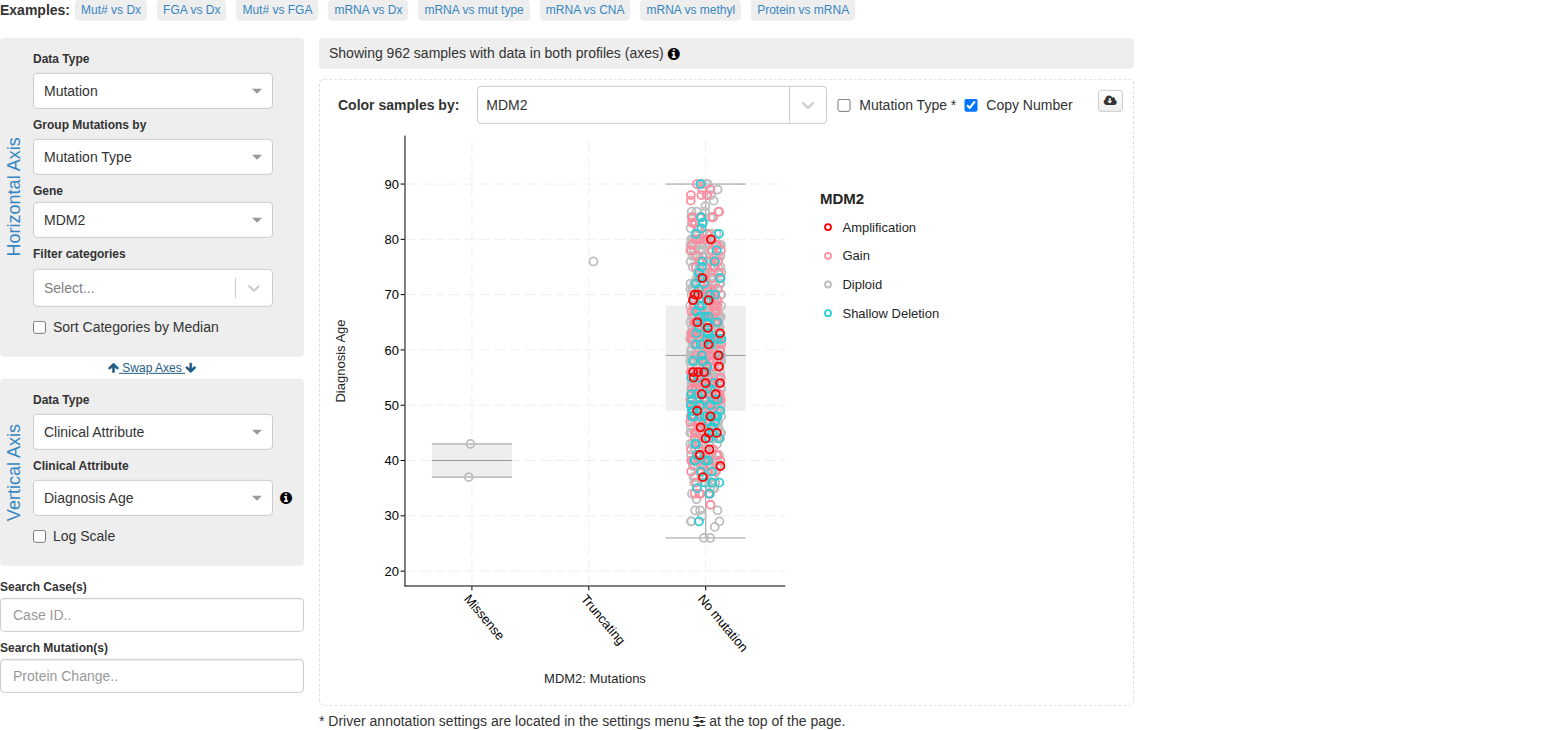 Examples: Mut# vs Dx FGA vs Dx Mut# vs FGA mRNA vs Dx mRNA vs mut type mRNA vs CNA mRNA vs methyl Protein vs mRNA
Horizontal Axis
Data Type
Mutation
Group Mutations by
Mutation Type
Gene
MDM2
Filter categories
Select...
Sort Categories by Median
Swap Axes
Vertical Axis
Data Type
Clinical Attribute
Clinical Attribute
Diagnosis Age
Log Scale
Search Case(s)
Case ID..
Search Mutation(s)
Protein Change..
Showing 962 samples with data in both profiles (axes)
Color samples by: MDM2 Mutation Type * Copy Number
Diagnosis Age
90
80
70
60
50
40
30
20
Missense
Truncating
No mutation
MDM2: Mutations
MDM2
Amplification
Gain
Diploid
Shallow Deletion
* Driver annotation settings are located in the settings menu at the top of the page.